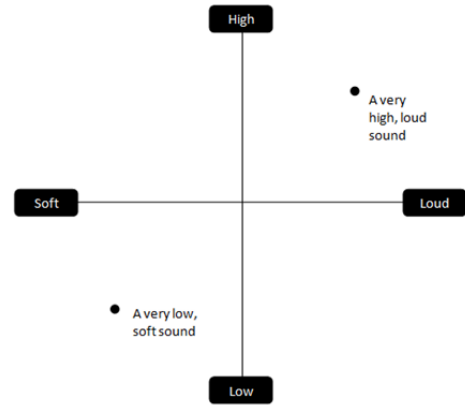 High
A very
high, loud
sound
Soft
Loud
A very low,
soft sound
Low